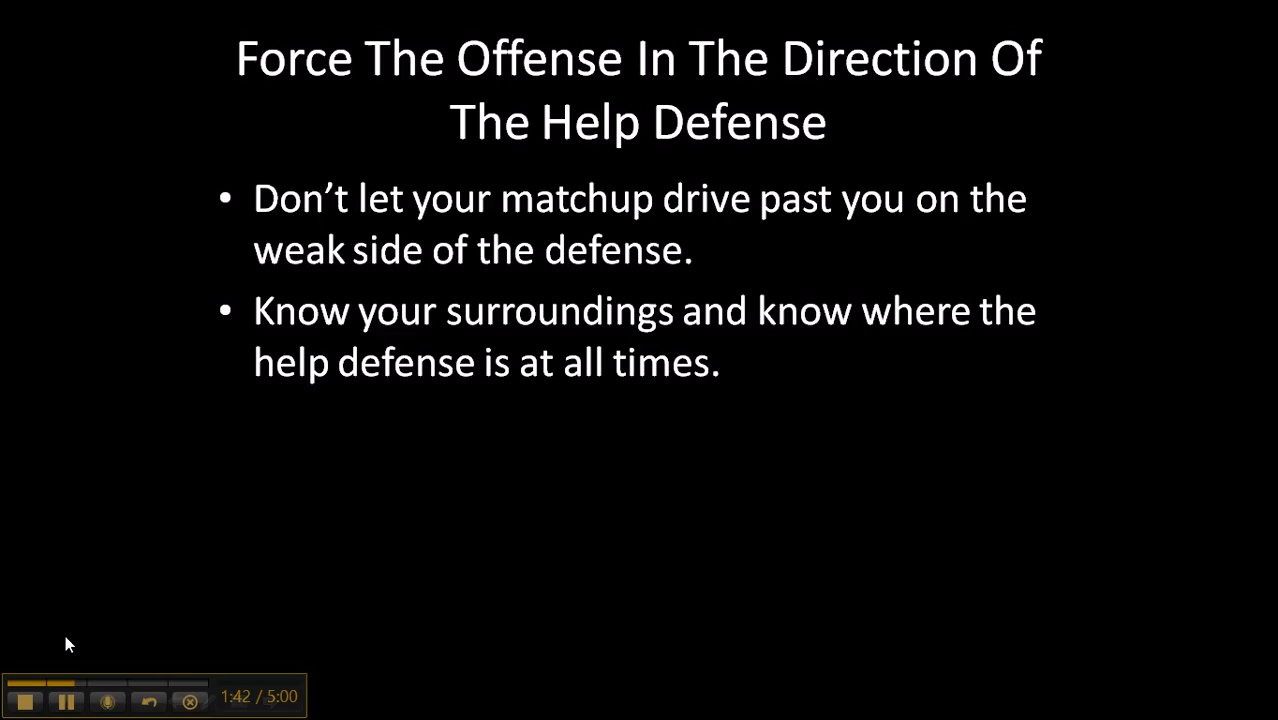 Force The Offense In The Direction Of
The Help Defense
• Don’t let your matchup drive past you on the
weak side of the defense.
• Know your surroundings and know where the
help defense is at all times.
1:42 / 5:00